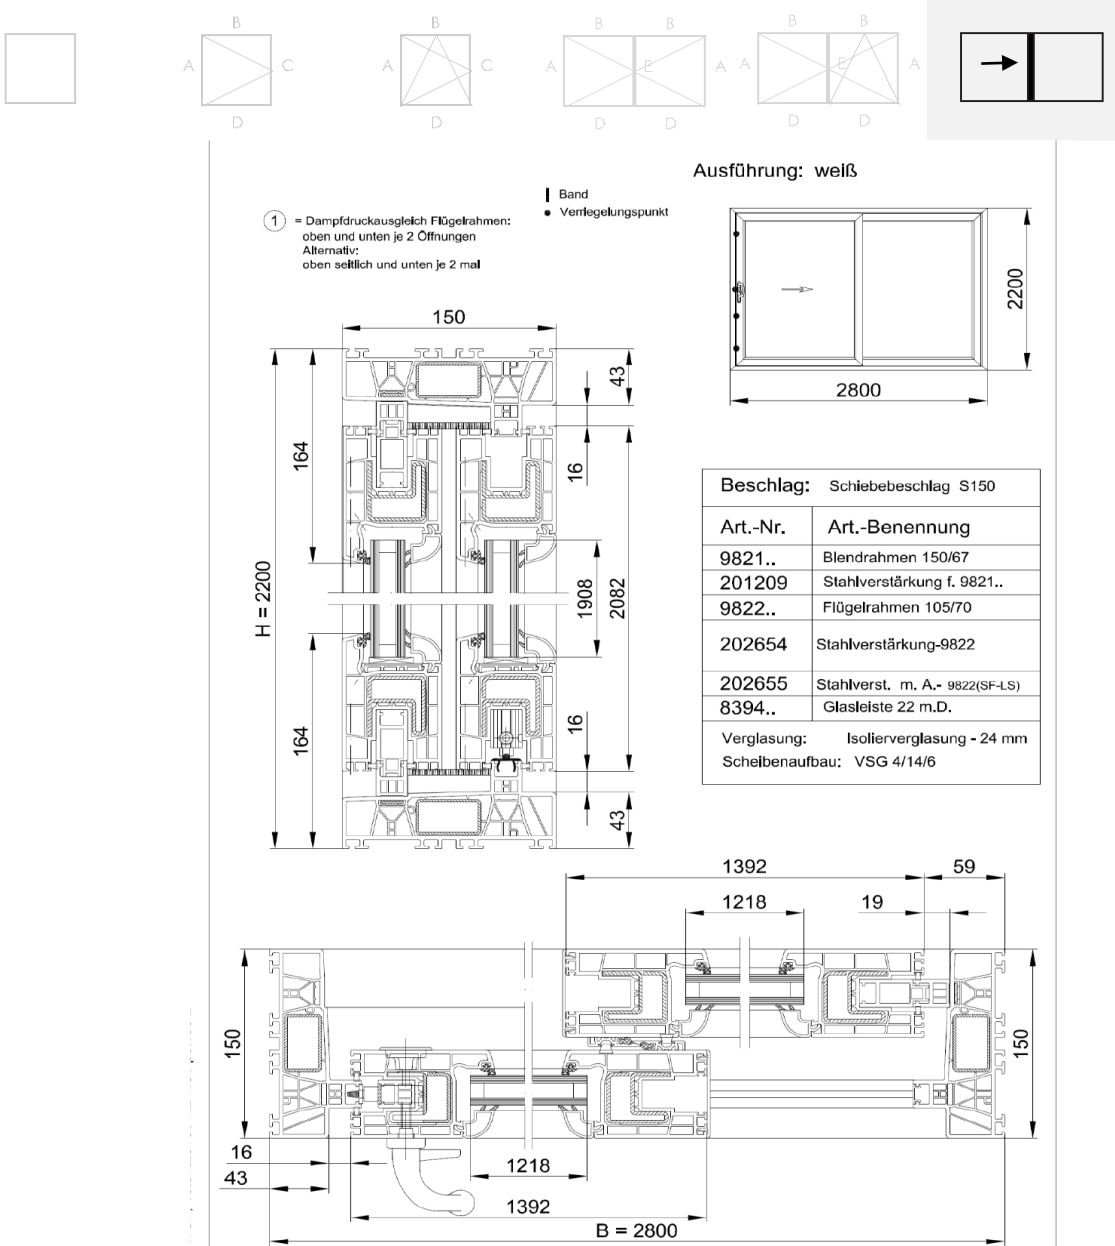 B B B B B B
A C A C A E A A E A
D D D D D D
Ausführung: weiß
Band
Verriegelungspunkt
1 = Dampfdruckausgleich Flügelrahmen:
oben und unten je 2 Öffnungen
Alternativ:
oben seitlich und unten je 2 mal
2200
2800
150
43
164
16
H = 2200
1908
2082
164
16
43
Beschlag: Schiebebeschlag S150
Art.-Nr. Art.-Benennung
9821.. Blendrahmen 150/67
201209 Stahlverstärkung f. 9821..
9822.. Flügelrahmen 105/70
202654 Stahlverstärkung-9822
202655 Stahlverst. m. A.- 9822(SF-LS)
8394.. Glasleiste 22 m.D.
Verglasung: Isolierverglasung - 24 mm
Scheibenaufbau: VSG 4/14/6
1392 59
1218 19
150 150
16
43
1218
1392
B = 2800